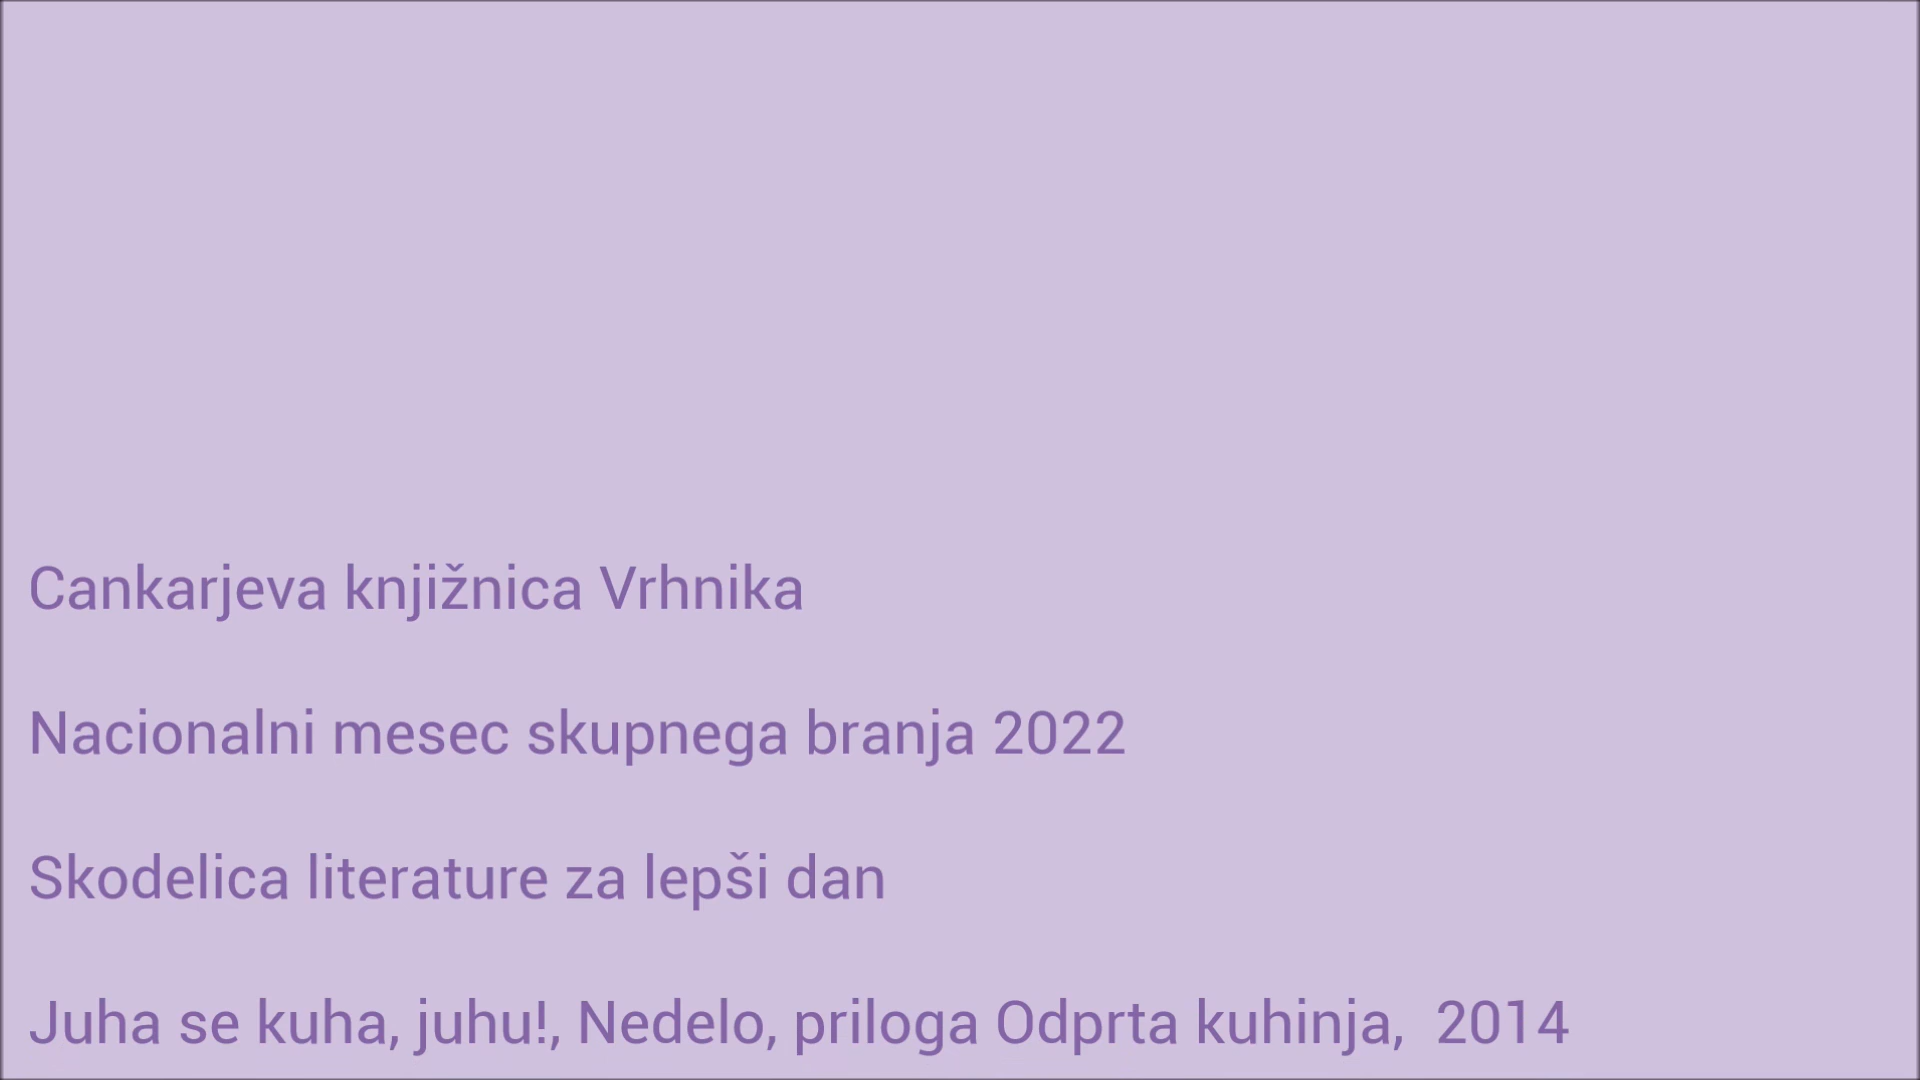 Cankarjeva knjižnica Vrhnika
Nacionalni mesec skupnega branja 2022
Skodelica literature za lepši dan
Juha se kuha, juhu!, Nedelo, priloga Odprta kuhinja,  2014